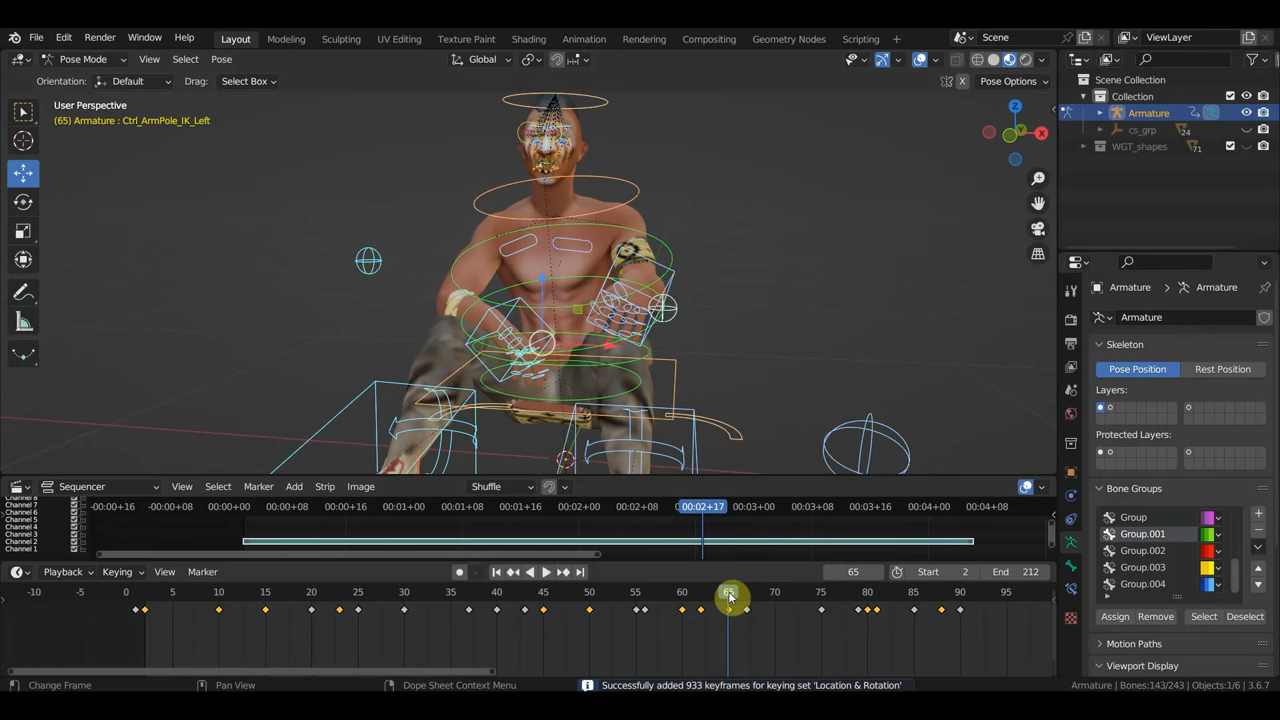 File Edit Render Window Help Layout Modeling Sculpting UV Editing Texture Paint Shading Animation Rendering Compositing Geometry Nodes Scripting + Scene ViewLayer
Pose Mode View Select Pose Global
Orientation: Default Drag: Select Box X Pose Options
Scene Collection
Collection
Armature
cs_grp 24
WGT_shapes 71
User Perspective
(65) Armature : Ctrl_ArmPole_IK_Left
Z
X
Y
Armature Armature
Armature
Skeleton
Pose Position Rest Position
Layers:
Protected Layers:
Bone Groups
Group
Group.001
Group.002
Group.003
Group.004
Assign Remove Select Deselect
Motion Paths
Viewport Display
Sequencer View Select Marker Add Strip Image Shuffle
-00:00+16 -00:00+08 00:00+00 00:00+08 00:00+16 00:01+00 00:01+08 00:01+16 00:02+00 00:02+08 00:02+17 00:03+00 00:03+08 00:03+16 00:04+00 00:04+08
Channel 7
Channel 6
Channel 5
Channel 4
Channel 3
Channel 2
Channel 1
Playback Keying View Marker 65 Start 2 End 212
-10 -5 0 5 10 15 20 25 30 35 40 45 50 55 60 65 70 75 80 85 90 95
Change Frame Pan View Dope Sheet Context Menu Successfully added 933 keyframes for keying set 'Location & Rotation' Armature | Bones:143/243 | Objects:1/6 | 3.6.7